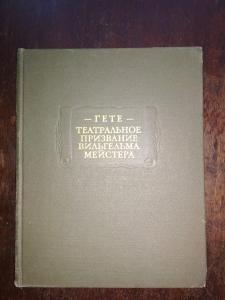 — ГЕТЕ —
ТЕАТРАЛЬНОЕ
ПРИЗВАНИЕ
ВИЛЬГЕЛЬМА
МЕЙСТЕРА